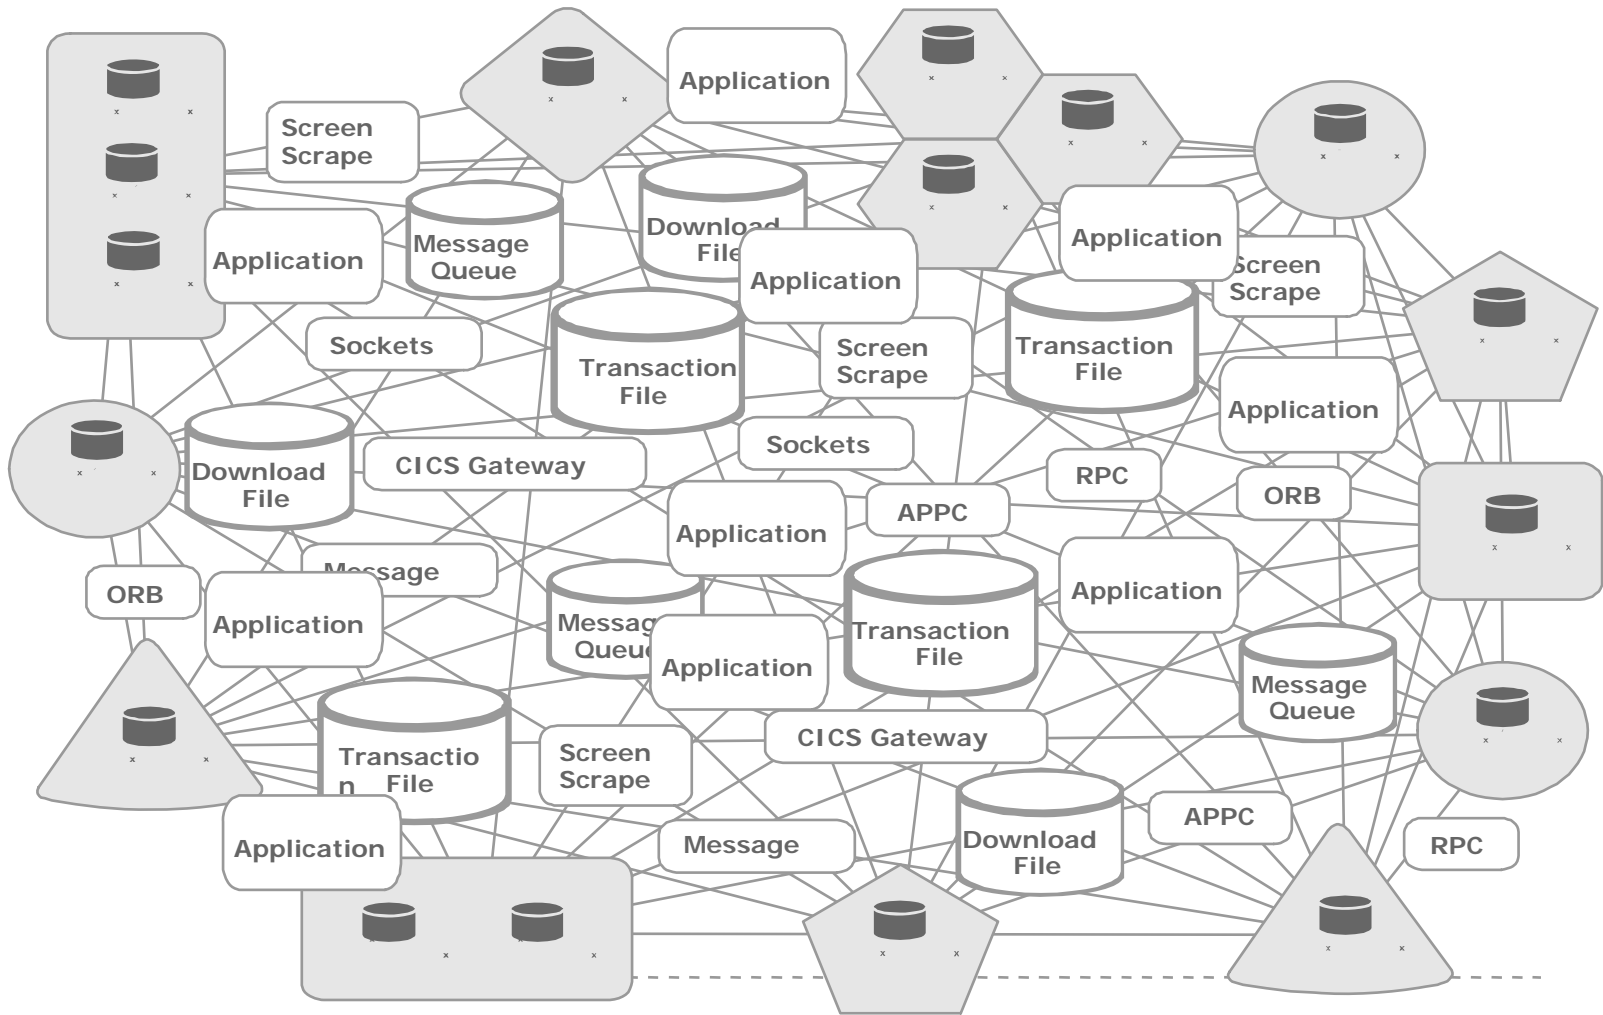 Application
Screen
Scrape
Download
File
Message
Queue
Application
Application
Application
Screen
Scrape
Sockets
Transaction
File
Screen
Scrape
Transaction
File
Application
Sockets
CICS Gateway
Download
File
RPC
ORB
APPC
Application
Message
ORB
Application
Message
Queue
Application
Transaction
File
Application
Message
Queue
CICS Gateway
Screen
Scrape
Transactio
n File
Application
Message
Download
File
APPC
RPC